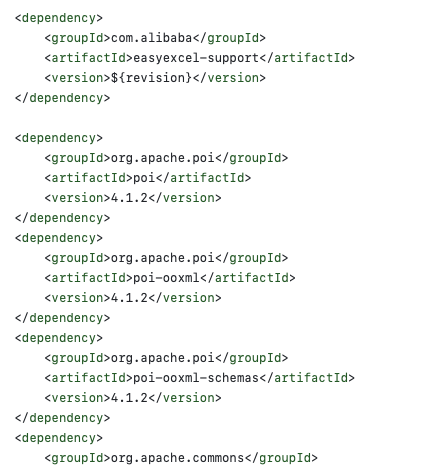 <dependency>
    <groupId>com.alibaba</groupId>
    <artifactId>easyexcel-support</artifactId>
    <version>${revision}</version>
</dependency>

<dependency>
    <groupId>org.apache.poi</groupId>
    <artifactId>poi</artifactId>
    <version>4.1.2</version>
</dependency>
<dependency>
    <groupId>org.apache.poi</groupId>
    <artifactId>poi-ooxml</artifactId>
    <version>4.1.2</version>
</dependency>
<dependency>
    <groupId>org.apache.poi</groupId>
    <artifactId>poi-ooxml-schemas</artifactId>
    <version>4.1.2</version>
</dependency>
<dependency>
    <groupId>org.apache.commons</groupId>